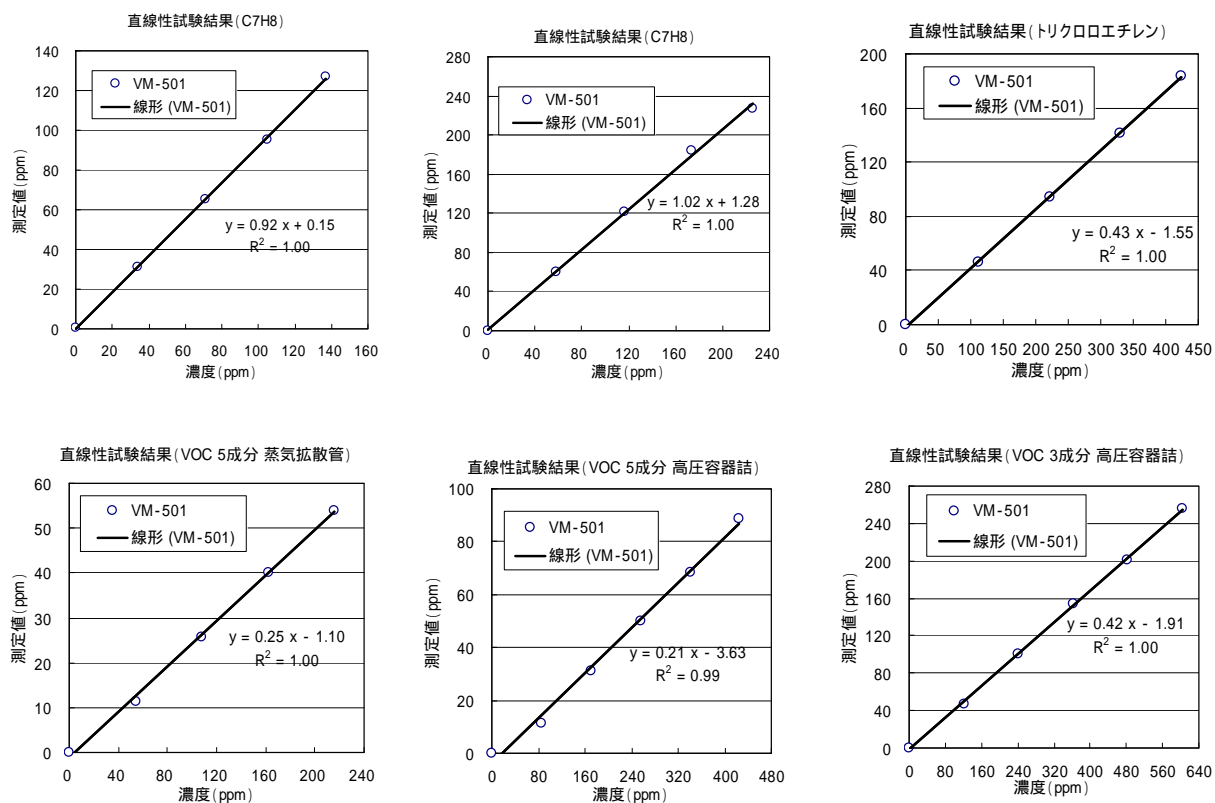 直線性試験結果(C7H8)
140
120
100
80
60
40
20
0
測定値(ppm)
VM-501
線形 (VM-501)
y = 0.92 x + 0.15
R² = 1.00
0 20 40 60 80 100 120 140 160
濃度(ppm)
直線性試験結果(C7H8)
280
240
200
160
120
80
40
0
測定値(ppm)
VM-501
線形 (VM-501)
y = 1.02 x + 1.28
R² = 1.00
0 40 80 120 160 200 240
濃度(ppm)
直線性試験結果(トリクロロエチレン)
200
160
120
80
40
0
測定値(ppm)
VM-501
線形 (VM-501)
y = 0.43 x - 1.55
R² = 1.00
0 50 100 150 200 250 300 350 400 450
濃度(ppm)
直線性試験結果(VOC 5成分 蒸気拡散管)
60
50
40
30
20
10
0
測定値(ppm)
VM-501
線形 (VM-501)
y = 0.25 x - 1.10
R² = 1.00
0 40 80 120 160 200 240
濃度(ppm)
直線性試験結果(VOC 5成分 高圧容器詰)
100
80
60
40
20
0
測定値(ppm)
VM-501
線形 (VM-501)
y = 0.21 x - 3.63
R² = 0.99
0 80 160 240 320 400 480
濃度(ppm)
直線性試験結果(VOC 3成分 高圧容器詰)
280
240
200
160
120
80
40
0
測定値(ppm)
VM-501
線形 (VM-501)
y = 0.42 x - 1.91
R² = 1.00
0 80 160 240 320 400 480 560 640
濃度(ppm)